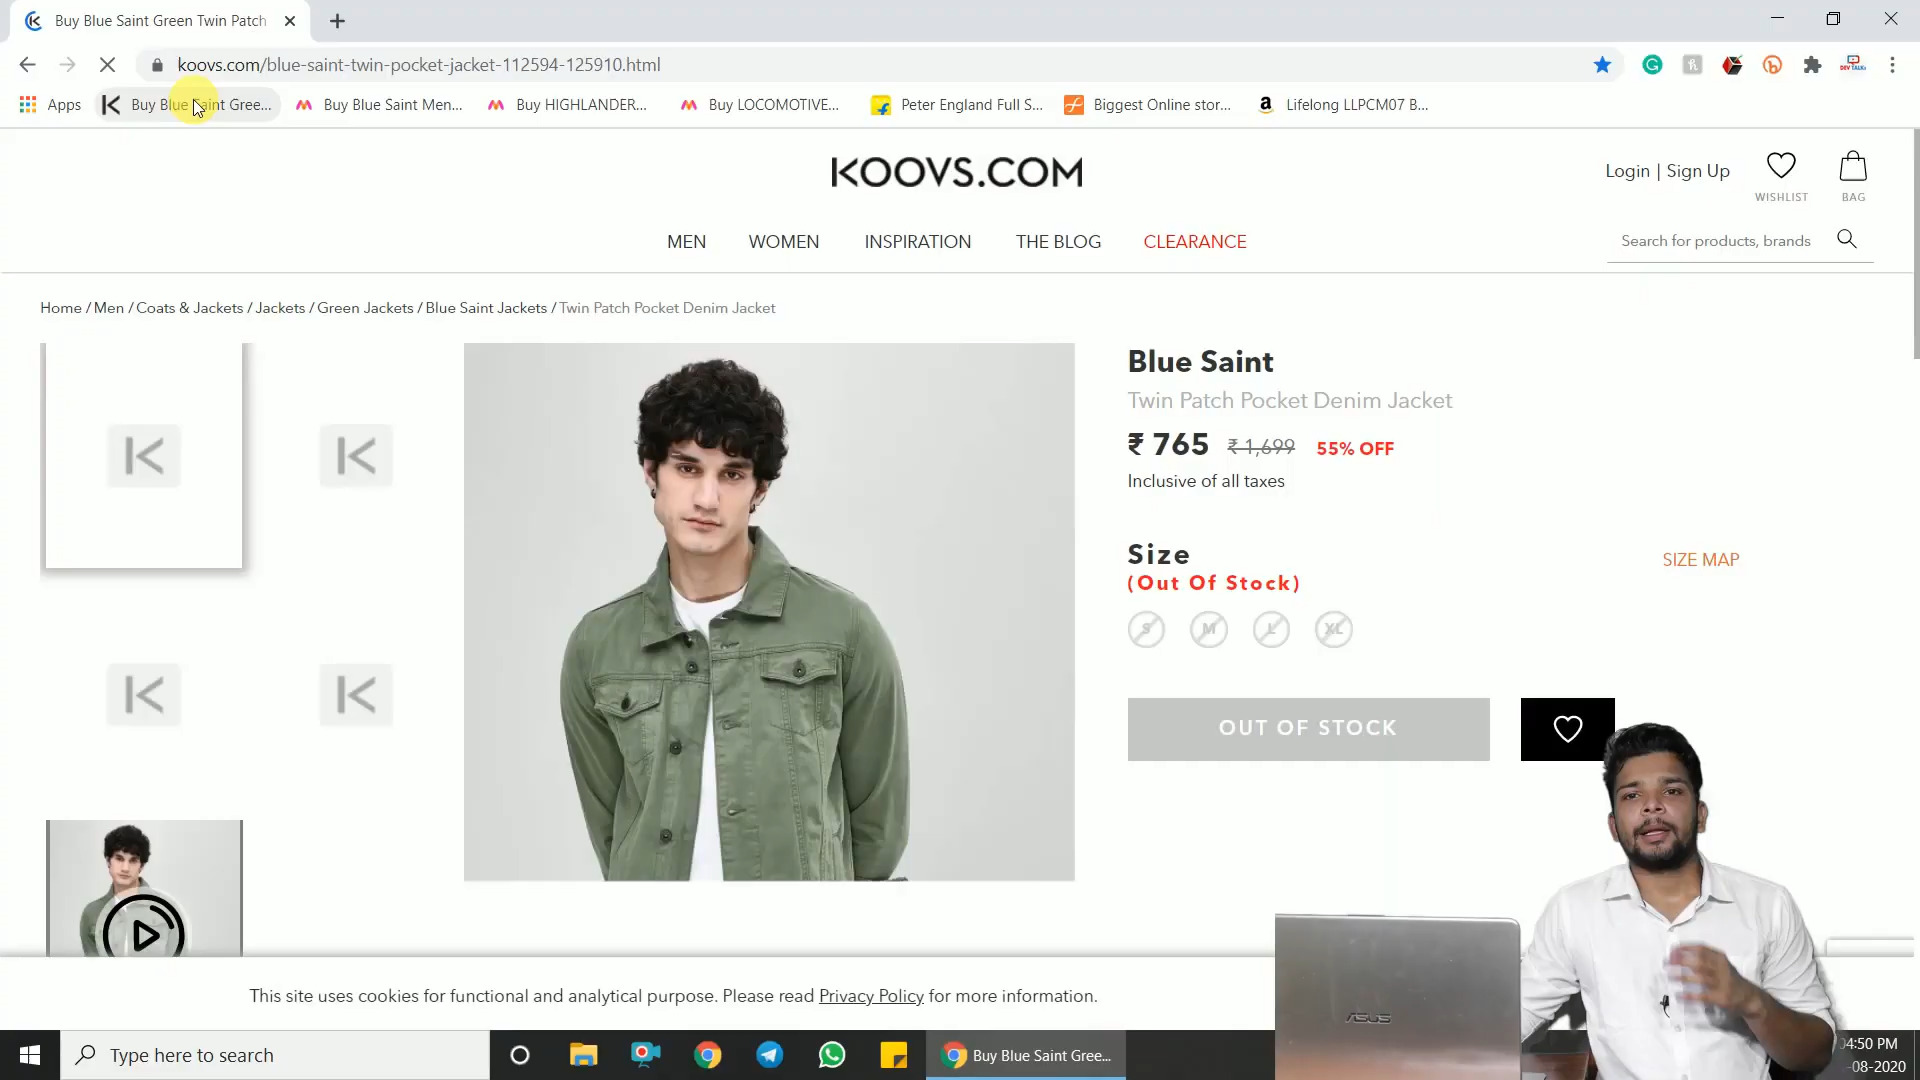 Buy Blue Saint Green Twin Patch
koovs.com/blue-saint-twin-pocket-jacket-112594-125910.html
Apps
Buy Blue Saint Gree...
Buy Blue Saint Men...
Buy HIGHLANDER...
Buy LOCOMOTIVE...
Peter England Full S...
Biggest Online stor...
Lifelong LLPCM07 B...
KOOVS.COM
Login | Sign Up
WISHLIST
BAG
MEN
WOMEN
INSPIRATION
THE BLOG
CLEARANCE
Search for products, brands
Home / Men / Coats & Jackets / Jackets / Green Jackets / Blue Saint Jackets / Twin Patch Pocket Denim Jacket
Blue Saint
Twin Patch Pocket Denim Jacket
₹ 765 ₹ 1,699 55% OFF
Inclusive of all taxes
Size
SIZE MAP
(Out Of Stock)
S M L XL
OUT OF STOCK
This site uses cookies for functional and analytical purpose. Please read Privacy Policy for more information.
ASUS
Type here to search
Buy Blue Saint Gree...
04:50 PM
-08-2020